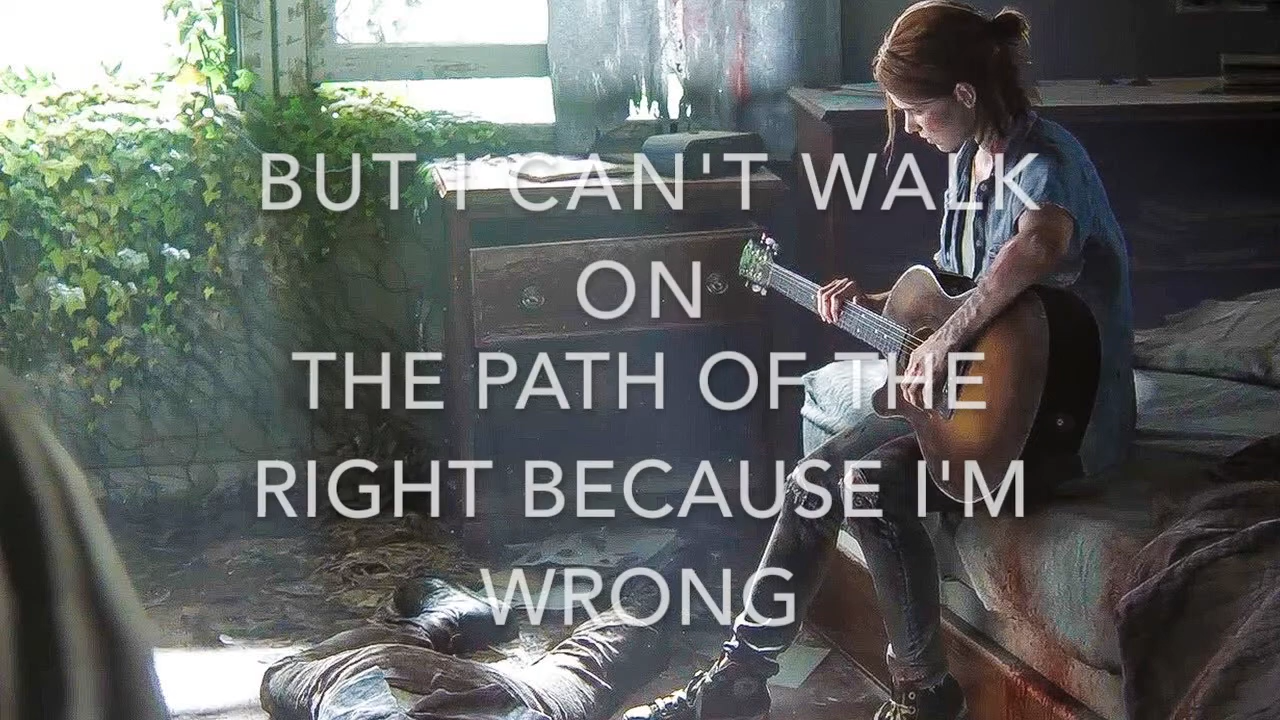 BUT I CAN'T WALK
ON
THE PATH OF THE
RIGHT BECAUSE I'M
WRONG